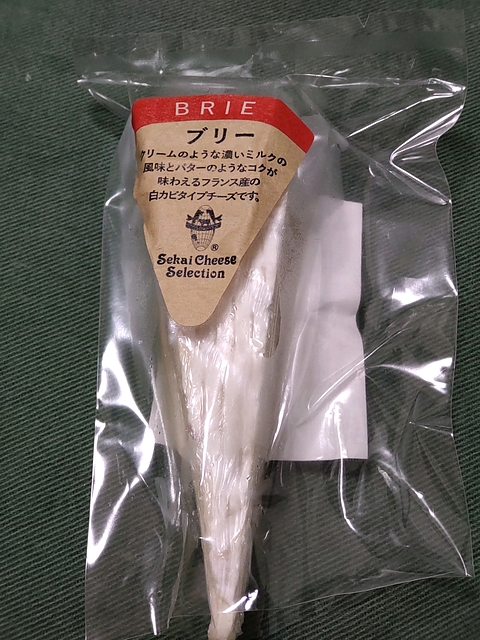 BRIE
ブリー
クリームのような濃いミルクの
風味とバターのようなコクが
味わえるフランス産の
白カビタイプチーズです。
®
Sekai Cheese
Selection